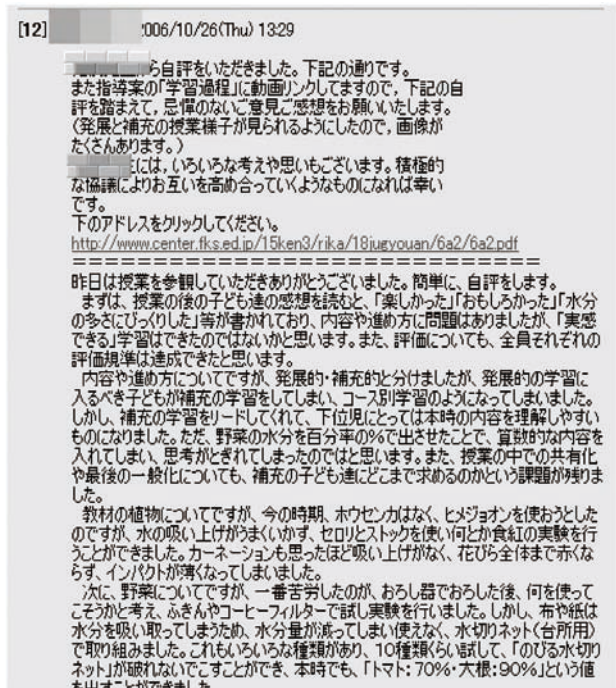 [12] 2006/10/26(Thu) 13:29
ら自評をいただきました。下記の通りです。
また指導案の「学習過程」に動画リンクしてますので，下記の自
評を踏まえて，忌憚のないご意見ご感想をお願いいたします。
（発展と補充の授業様子が見られるようにしたので，画像が
たくさんあります。）
には，いろいろな考えや思いもございます。積極的
な協議によりお互いを高め合っていくようなものになれば幸い
です。
下のアドレスをクリックしてください。
http://www.center.fks.ed.jp/15ken3/rika/18jugyouan/6a2/6a2.pdf
==============================
昨日は授業を参観していただきありがとうございました。簡単に、自評をします。
まずは、授業の後の子ども達の感想を読むと、「楽しかった」「おもしろかった」「水分
の多さにびっくりした」等が書かれており、内容や進め方に問題はありましたが、「実感
できる」学習はできたのではないかと思います。また、評価についても、全員それぞれの
評価規準は達成できたと思います。
内容や進め方についてですが、発展的・補充的と分けましたが、発展的の学習に
入るべき子どもが補充の学習をしてしまい、コース別学習のようになってしまいました。
しかし、補充の学習をリードしてくれて、下位児にとっては本時の内容を理解しやすい
ものになりました。ただ、野菜の水分を百分率の%で出させたことで、算数的な内容を
入れてしまい、思考がとぎれてしまったのではと思います。また、授業の中での共有化
や最後の一般化についても、補充の子ども達にどこまで求めるのかという課題が残りま
した。
教材の植物についてですが、今の時期、ホウセンカはなく、ヒメジョオンを使おうとした
のですが、水の吸い上げがうまくいかず、セロリとストックを使い何とか食紅の実験を行
うことができました。カーネーションも思ったほど吸い上げがなく、花びら全体まで赤くな
らず、インパクトが薄くなってしまいました。
次に、野菜についてですが、一番苦労したのが、おろし器でおろした後、何を使って
こそうかと考え、ふきんやコーヒーフィルターで試し実験を行いました。しかし、布や紙は
水分を吸い取ってしまうため、水分量が減ってしまい使えなく、水切りネット（台所用）
で取り組みました。これもいろいろな種類があり、10種類くらい試して、「のびる水切り
ネット」が破れないでこすことができ、本時でも、「トマト：70%・大根：90%」という値
を出すことができました。